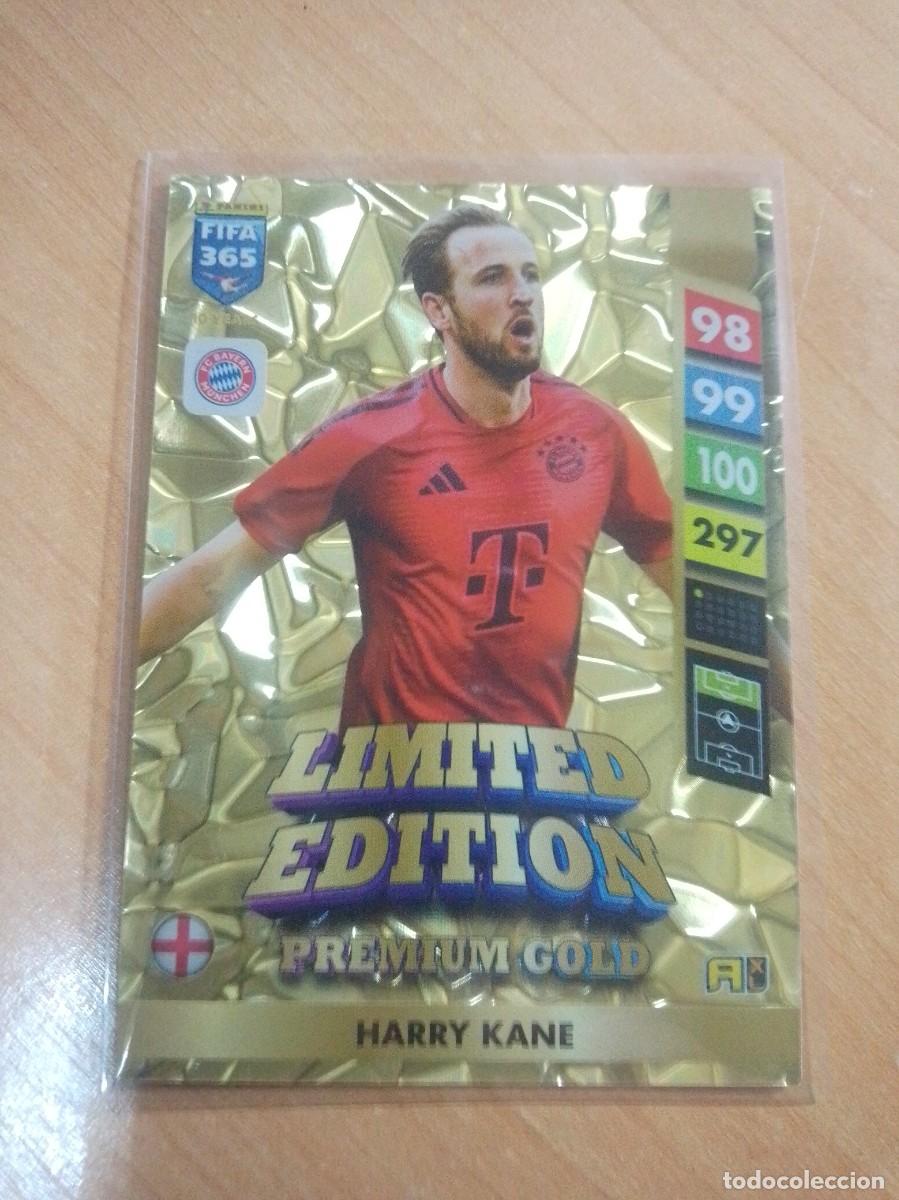 PANINI
FIFA
365
FC BAYERN
MÜNCHEN
98
99
100
297
T
LIMITED
EDITION
PREMIUM GOLD
HARRY KANE
todocoleccion